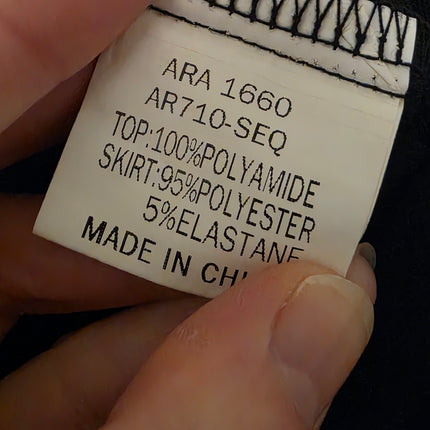 ARA 1660
AR710-SEQ
TOP:100%POLYAMIDE
SKIRT:95%POLYESTER
5%ELASTANE
MADE IN